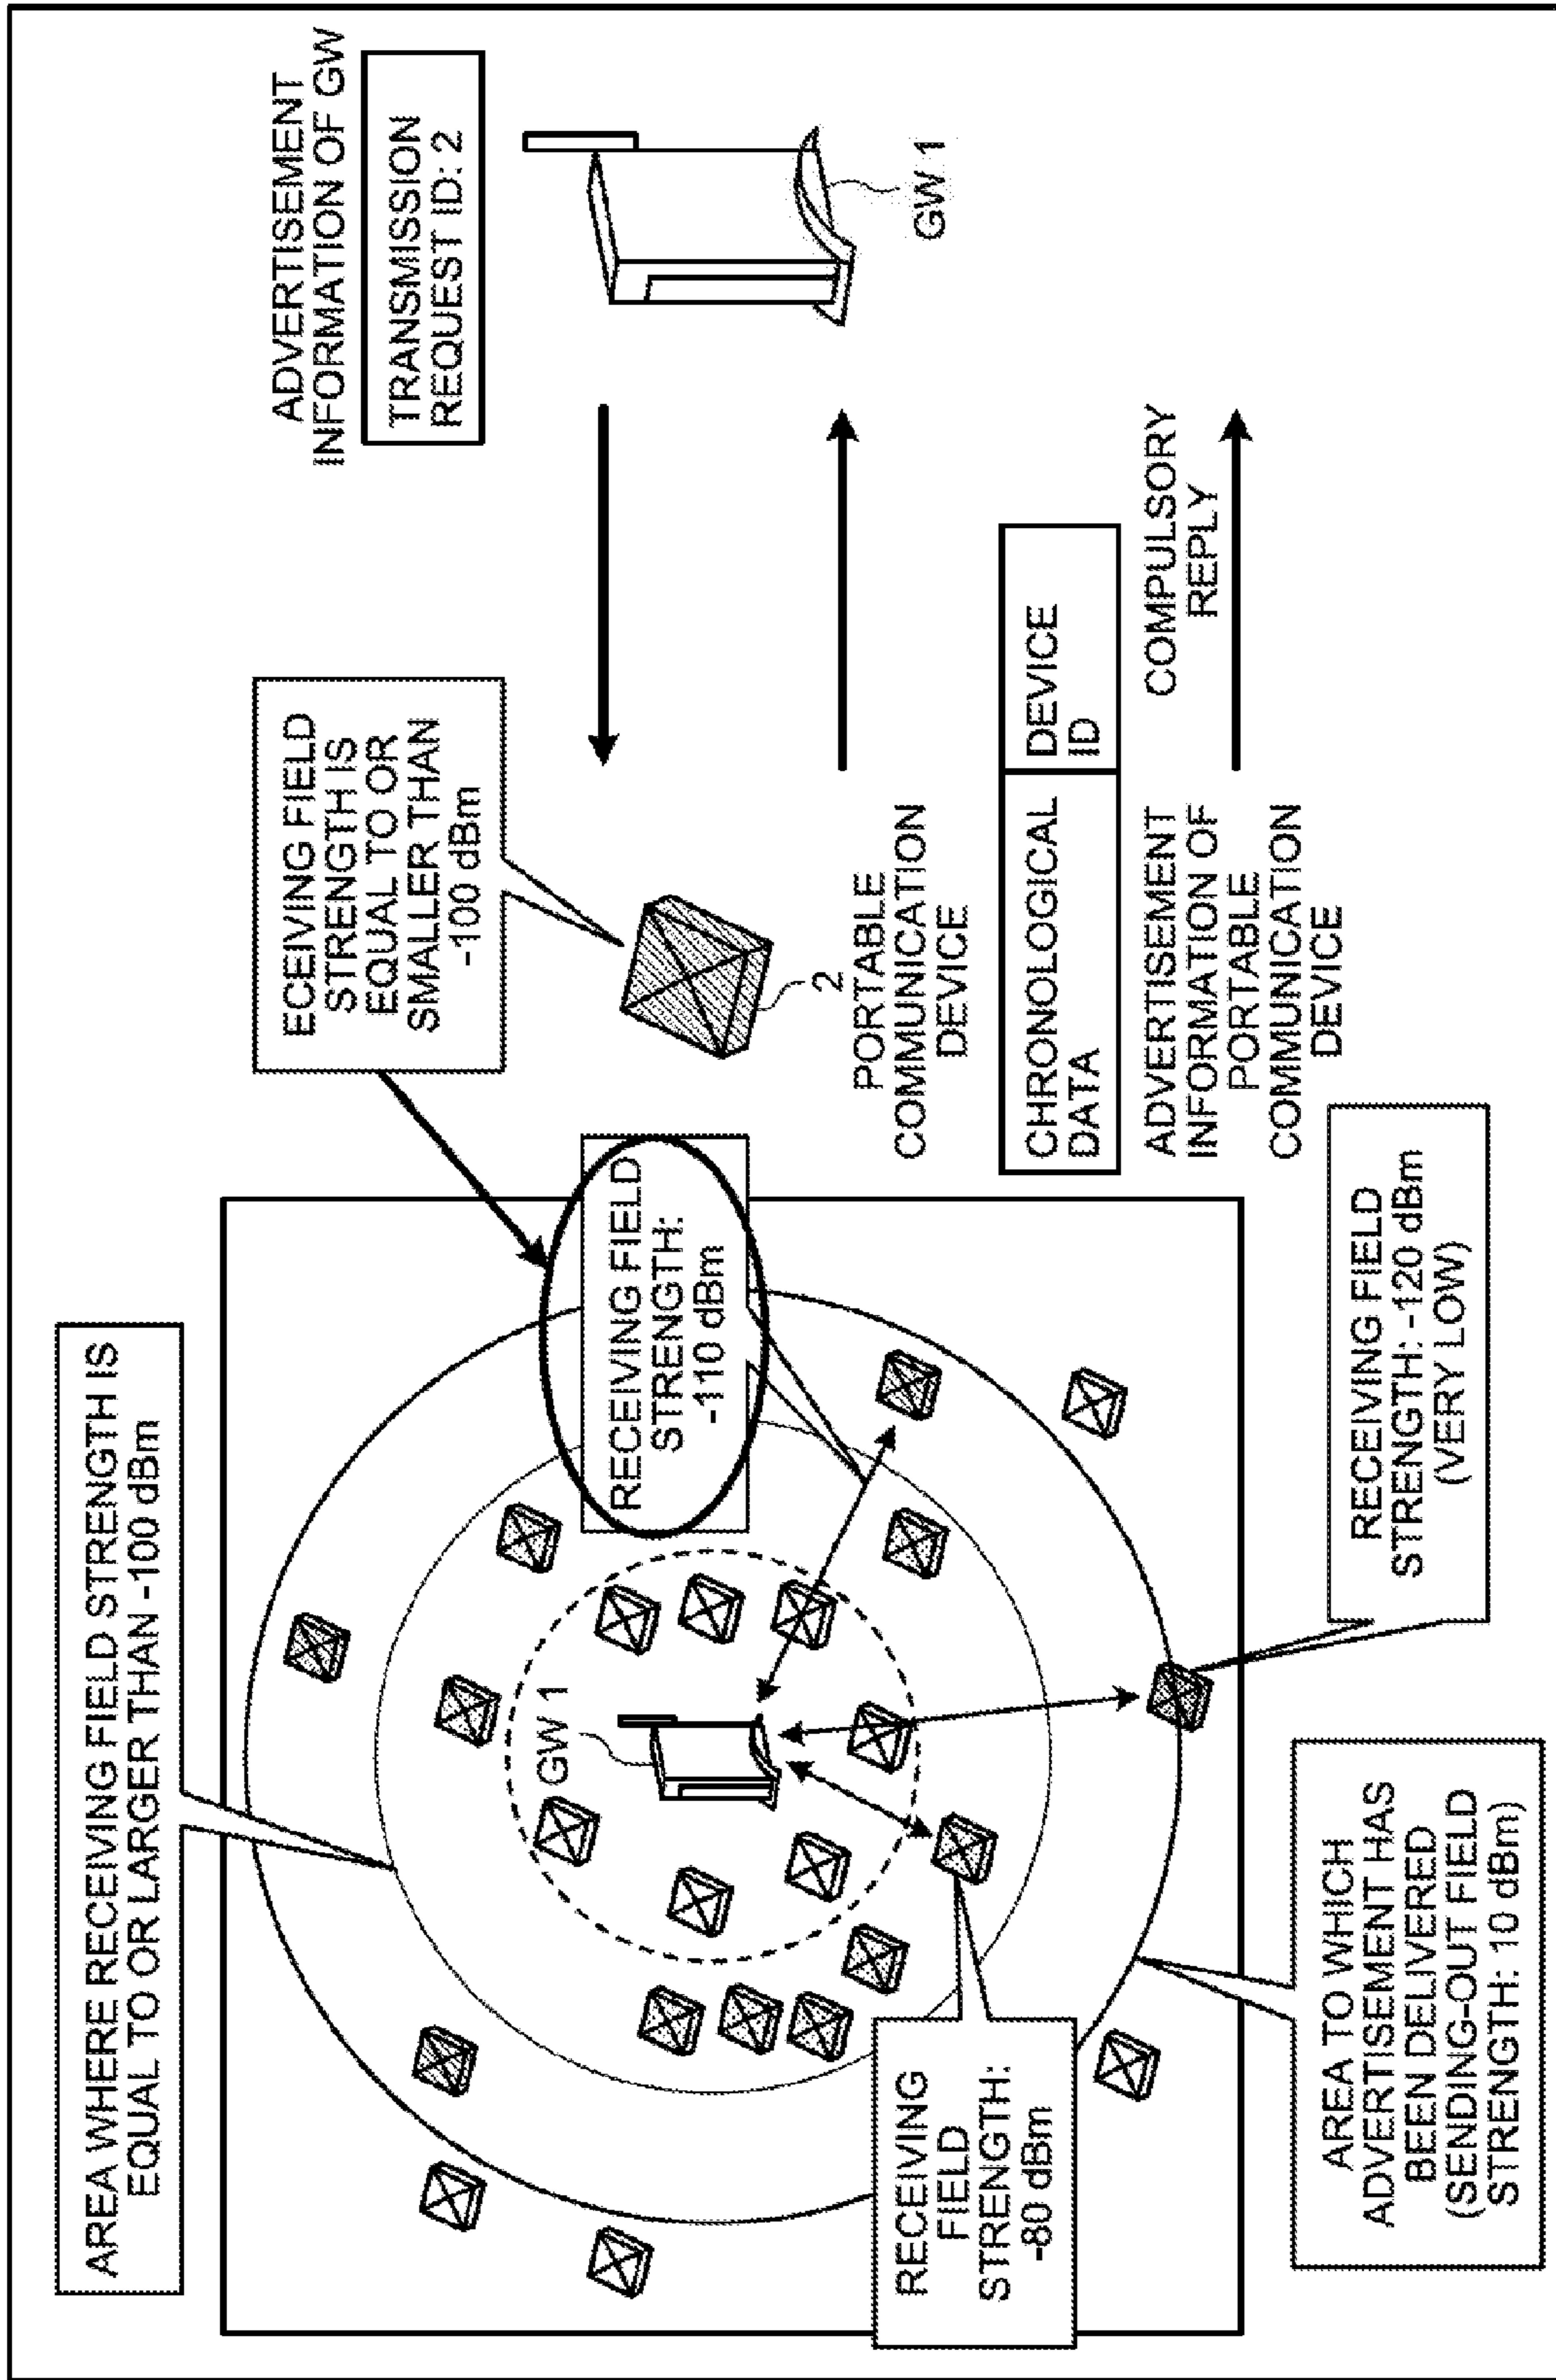 AREA WHERE RECEIVING FIELD STRENGTH IS
EQUAL TO OR LARGER THAN -100 dBm
ECEIVING FIELD
STRENGTH IS
EQUAL TO OR
SMALLER THAN
-100 dBm
ADVERTISEMENT
INFORMATION OF GW
TRANSMISSION
REQUEST ID: 2
GW 1
RECEIVING FIELD
STRENGTH:
-110 dBm
GW 1
2
PORTABLE
COMMUNICATION
DEVICE
CHRONOLOGICAL
DATA
DEVICE
ID
ADVERTISEMENT
INFORMATION OF
PORTABLE
COMMUNICATION
DEVICE
COMPULSORY
REPLY
RECEIVING
FIELD
STRENGTH:
-80 dBm
AREA TO WHICH
ADVERTISEMENT HAS
BEEN DELIVERED
(SENDING-OUT FIELD
STRENGTH: 10 dBm)
RECEIVING FIELD
STRENGTH: -120 dBm
(VERY LOW)